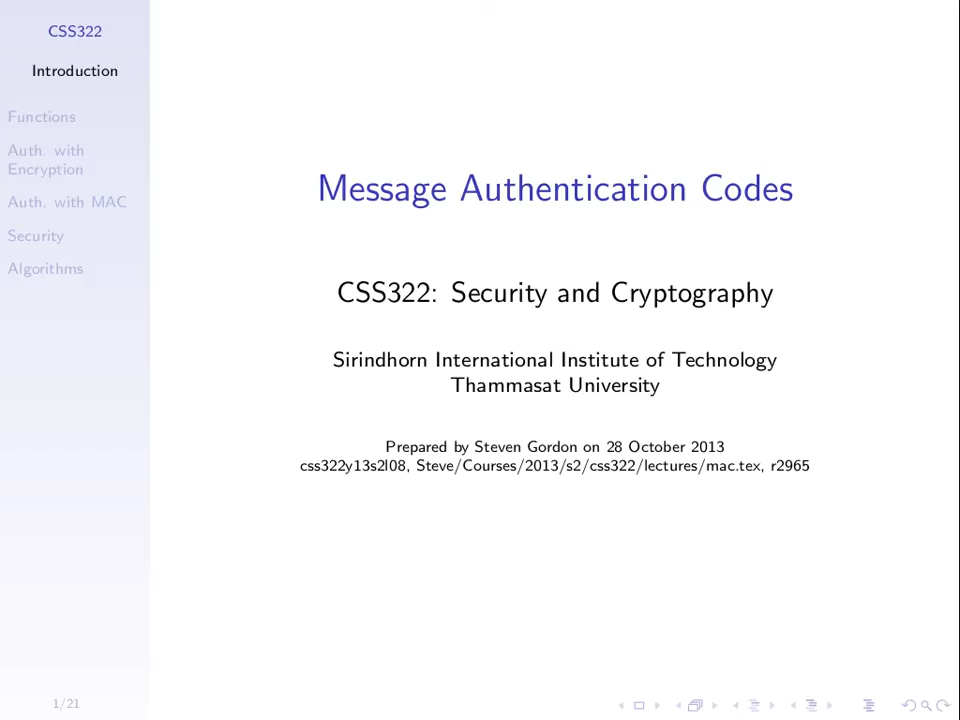 CSS322
Introduction
Functions
Auth. with
Encryption
Auth. with MAC
Security
Algorithms
Message Authentication Codes
CSS322: Security and Cryptography
Sirindhorn International Institute of Technology
Thammasat University
Prepared by Steven Gordon on 28 October 2013
css322y13s2l08, Steve/Courses/2013/s2/css322/lectures/mac.tex, r2965
1/21